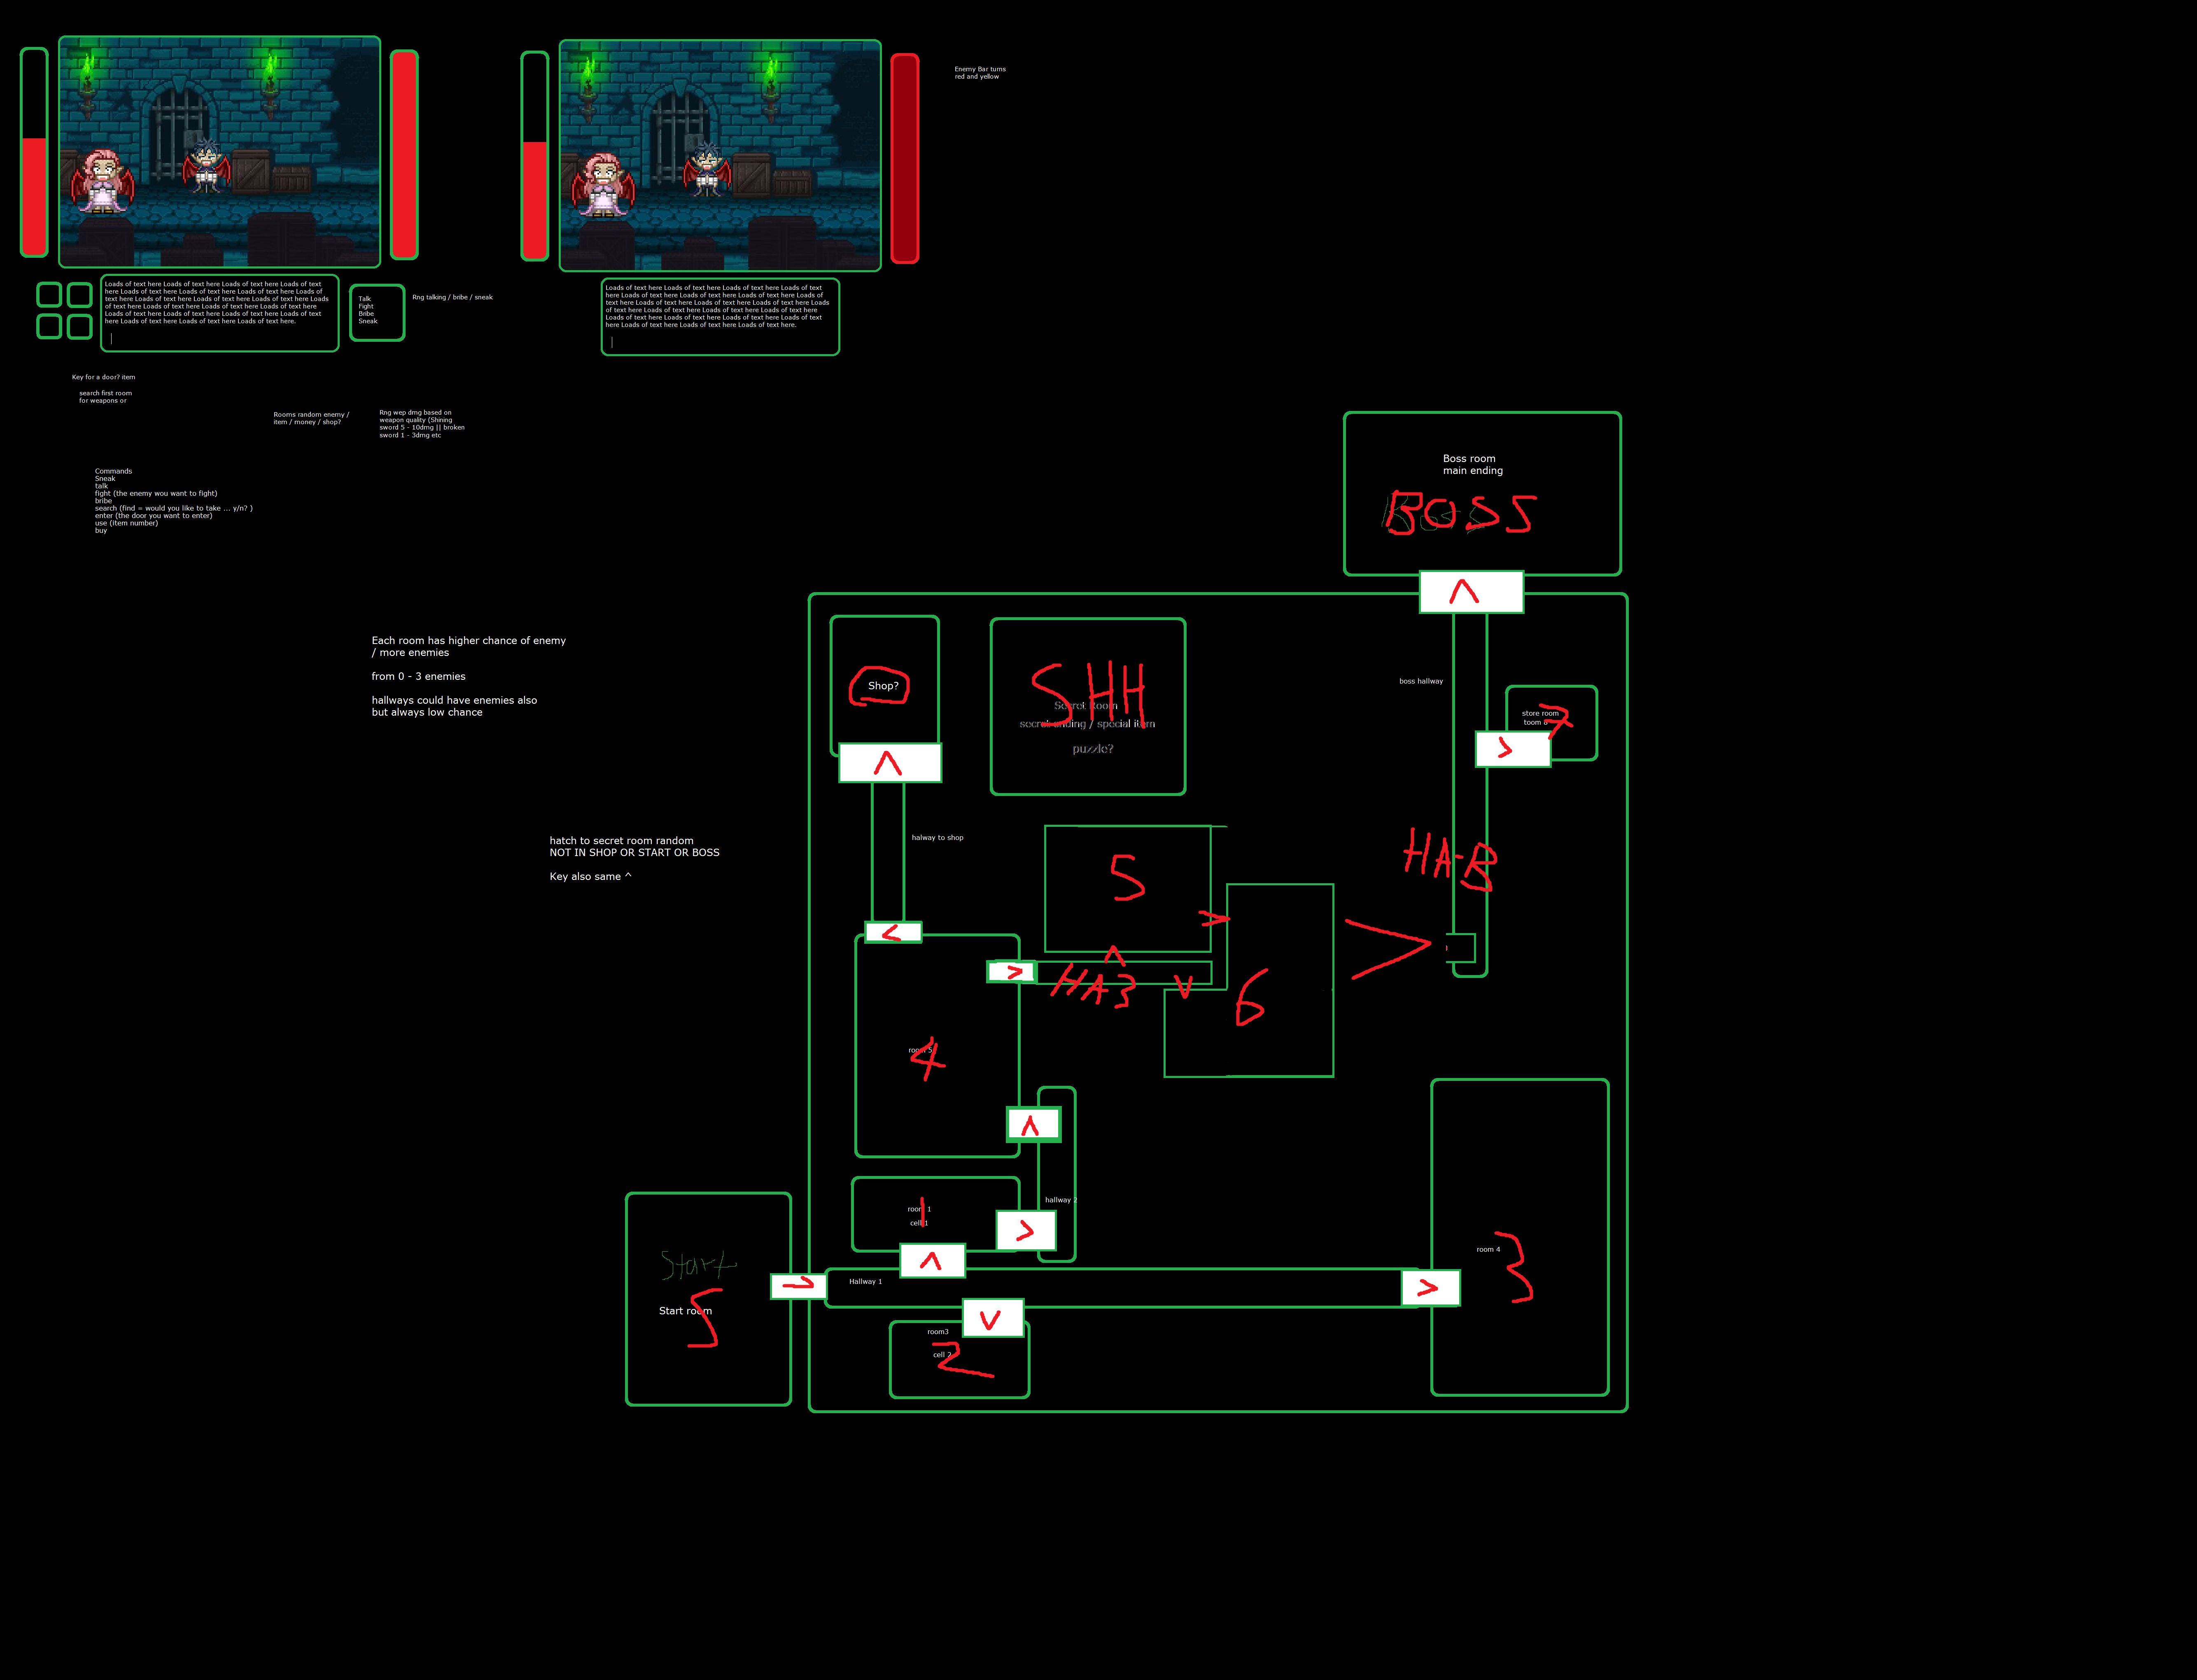 Enemy Bar turns
red and yellow
Loads of text here Loads of text here Loads of text here Loads of text
here Loads of text here Loads of text here Loads of text here Loads of
text here Loads of text here Loads of text here Loads of text here Loads
of text here Loads of text here Loads of text here Loads of text here
Loads of text here Loads of text here Loads of text here Loads of text
here Loads of text here Loads of text here Loads of text here.
Talk
Fight
Bribe
Sneak
Rng talking / bribe / sneak
Loads of text here Loads of text here Loads of text here Loads of text
here Loads of text here Loads of text here Loads of text here Loads of
text here Loads of text here Loads of text here Loads of text here Loads
of text here Loads of text here Loads of text here Loads of text here
Loads of text here Loads of text here Loads of text here Loads of text
here Loads of text here Loads of text here Loads of text here.
Key for a door? item
search first room
for weapons or
Rooms random enemy /
item / money / shop?
Rng wep dmg based on
weapon quality (Shining
sword 5 - 10dmg || broken
sword 1 - 3dmg etc
Commands
Sneak
talk
fight (the enemy wou want to fight)
bribe
search (find = would you like to take ... y/n? )
enter (the door you want to enter)
use (item number)
buy
Boss room
main ending
BOSS
Each room has higher chance of enemy
/ more enemies
from 0 - 3 enemies
hallways could have enemies also
but always low chance
Shop?
SHH
Secret Room
secret ending / special item
puzzle?
boss hallway
store room
toom 6
7
hatch to secret room random
NOT IN SHOP OR START OR BOSS
Key also same ^
halway to shop
5
HA-B
HA3
6
room 5
4
hallway 2
room 1
cell 1
1
Start
Start room
S
Hallway 1
room 4
3
room3
cell 2
2